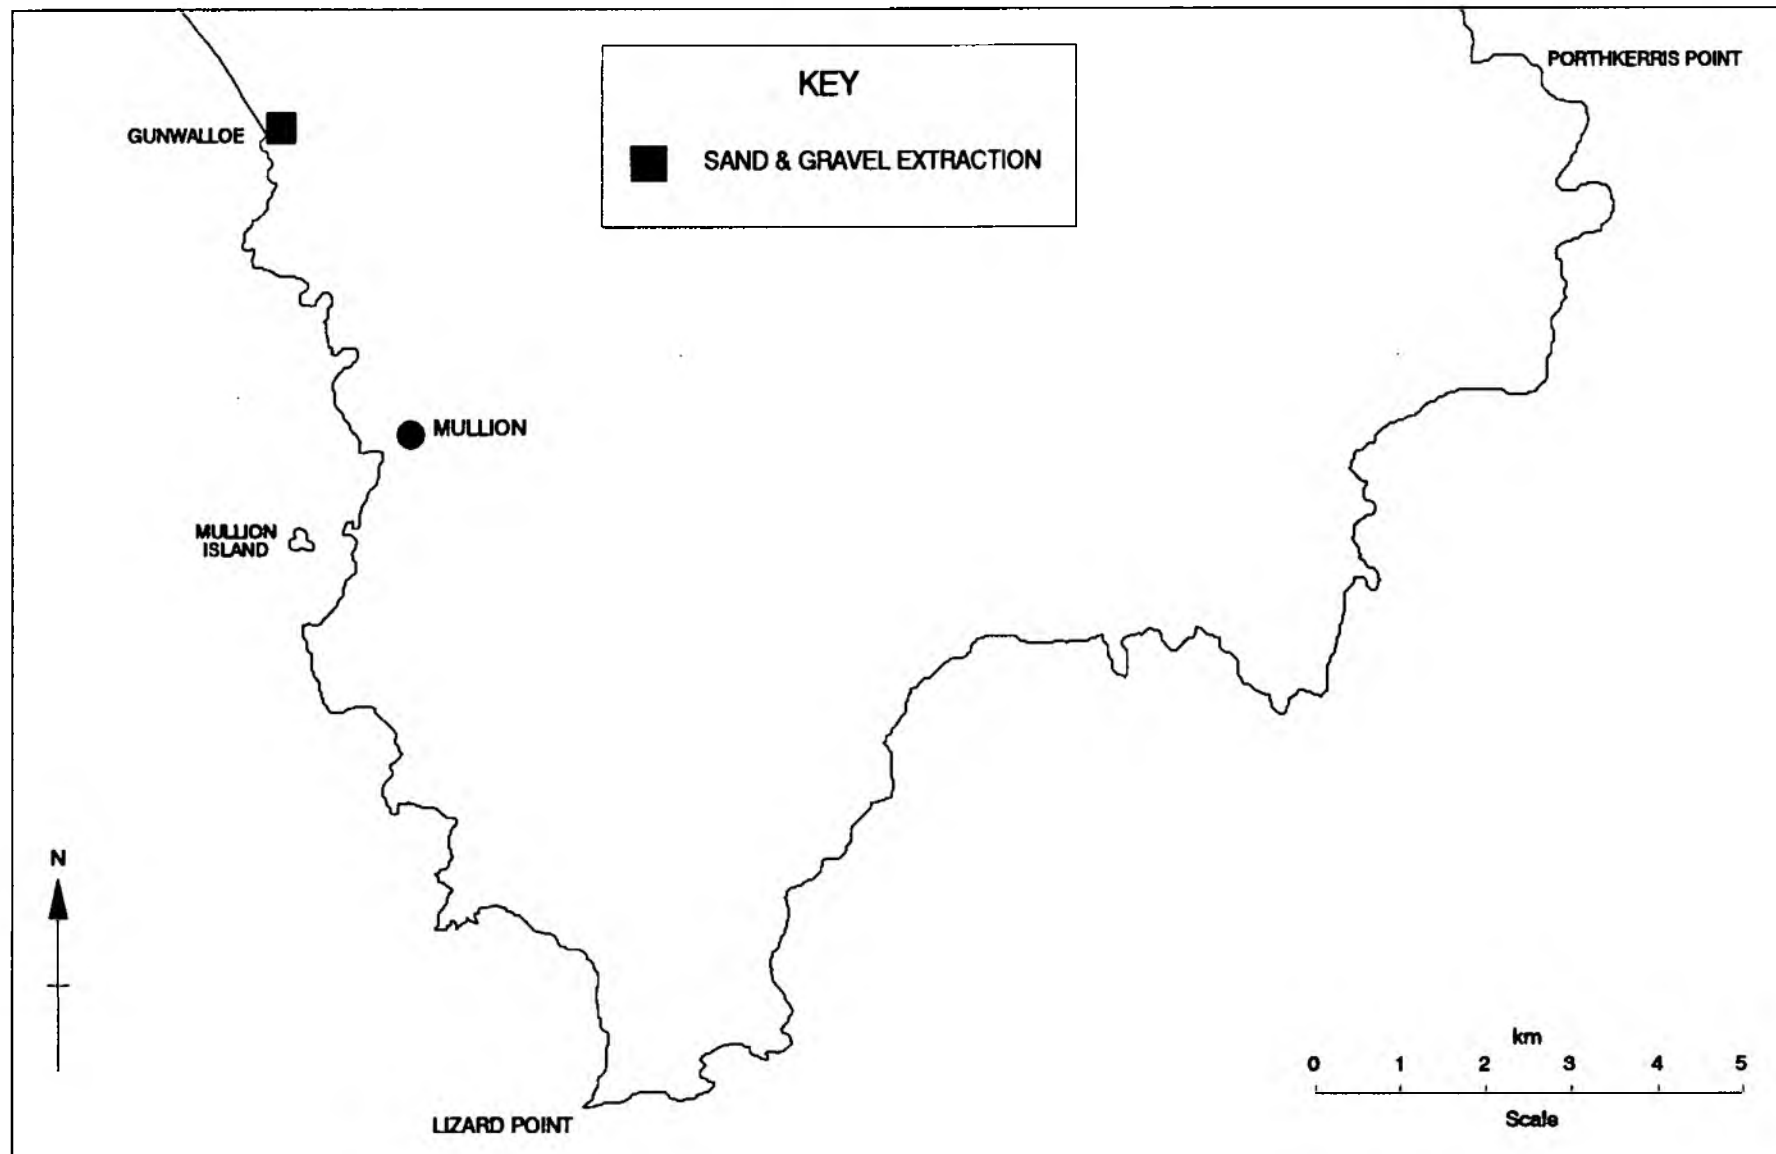 KEY
SAND & GRAVEL EXTRACTION
PORTHKERRIS POINT
GUNWALLOE
MULLION
MULLION
ISLAND
N
LIZARD POINT
km
0 1 2 3 4 5
Scale